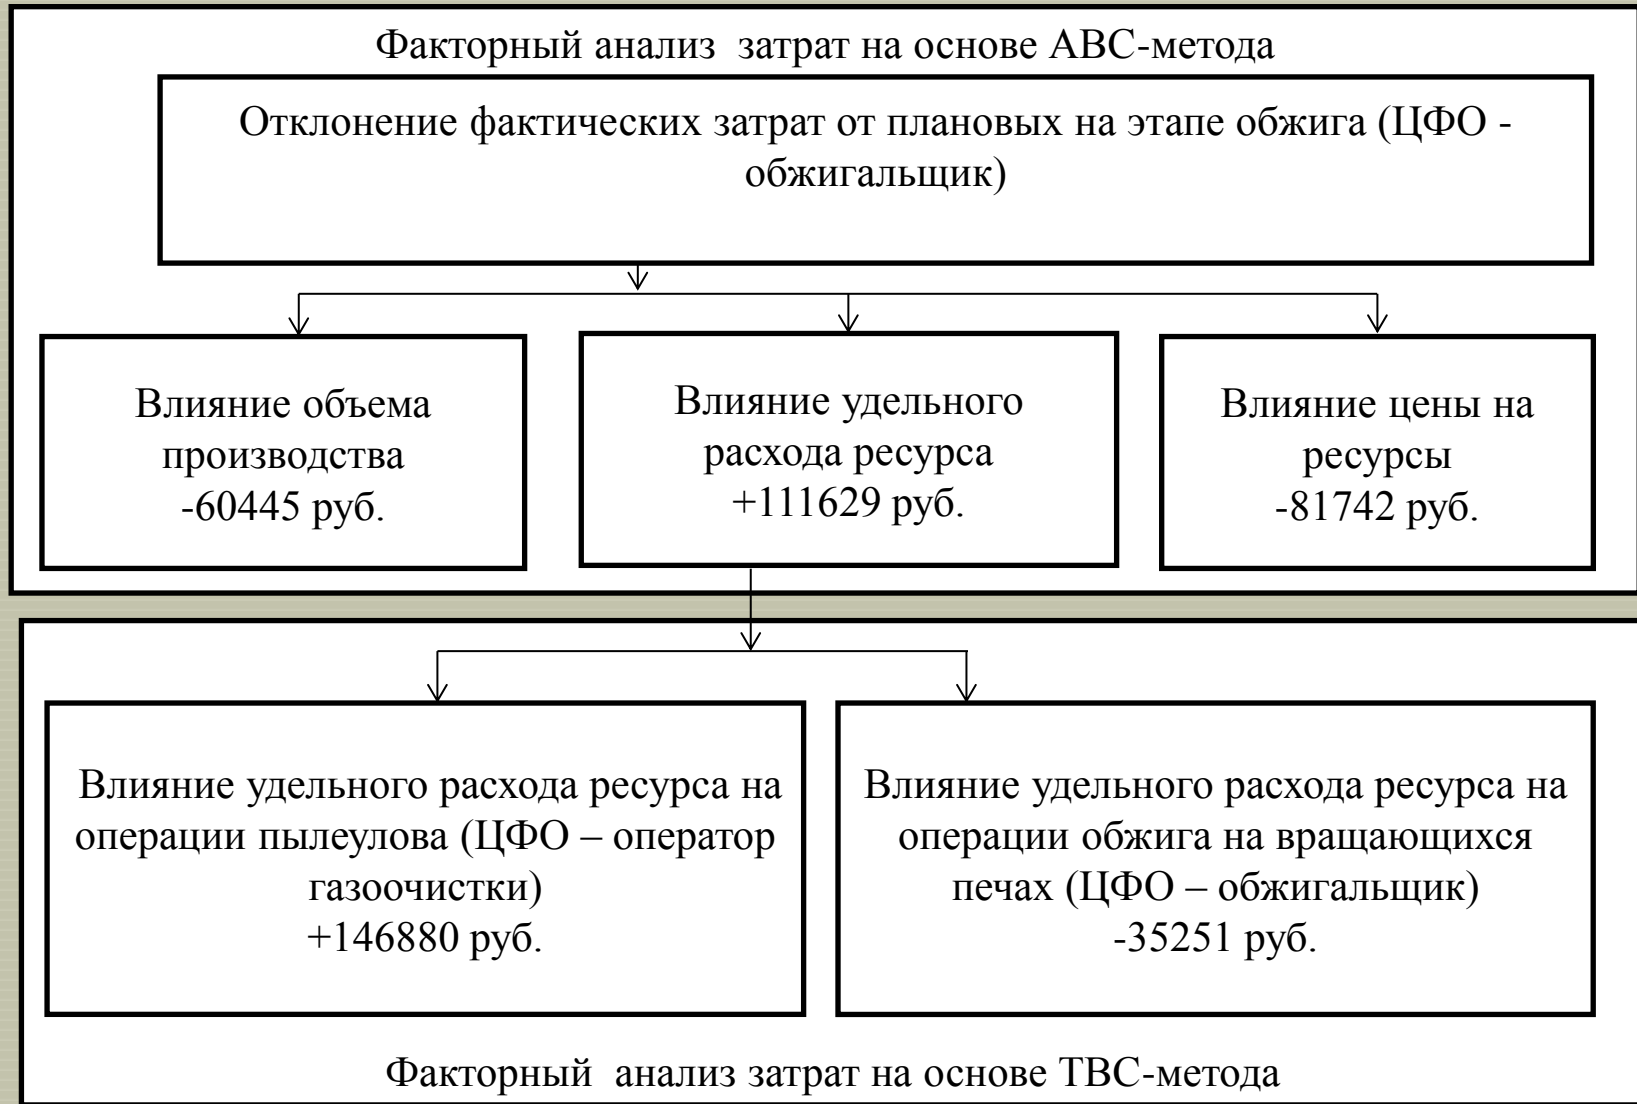 Факторный анализ затрат на основе АВС-метода
Отклонение фактических затрат от плановых на этапе обжига (ЦФО -
обжигальщик)
Влияние объема
производства
-60445 руб.
Влияние удельного
расхода ресурса
+111629 руб.
Влияние цены на
ресурсы
-81742 руб.
Влияние удельного расхода ресурса на
операции пылеулова (ЦФО – оператор
газоочистки)
+146880 руб.
Влияние удельного расхода ресурса на
операции обжига на вращающихся
печах (ЦФО – обжигальщик)
-35251 руб.
Факторный анализ затрат на основе ТВС-метода